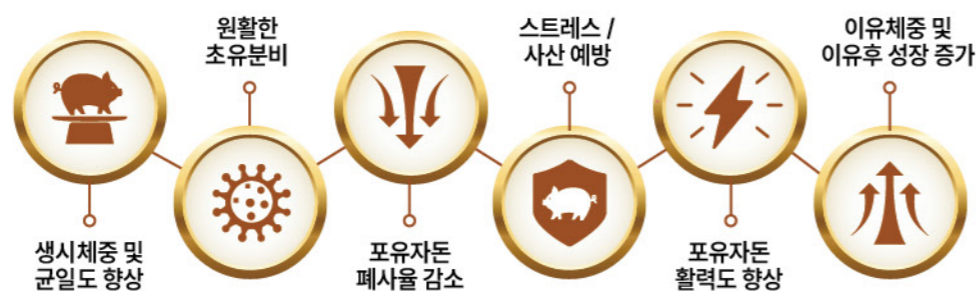 생시체중 및
균일도 향상
원활한
초유분비
포유자돈
폐사율 감소
스트레스 /
사산 예방
포유자돈
활력도 향상
이유체중 및
이유후 성장 증가